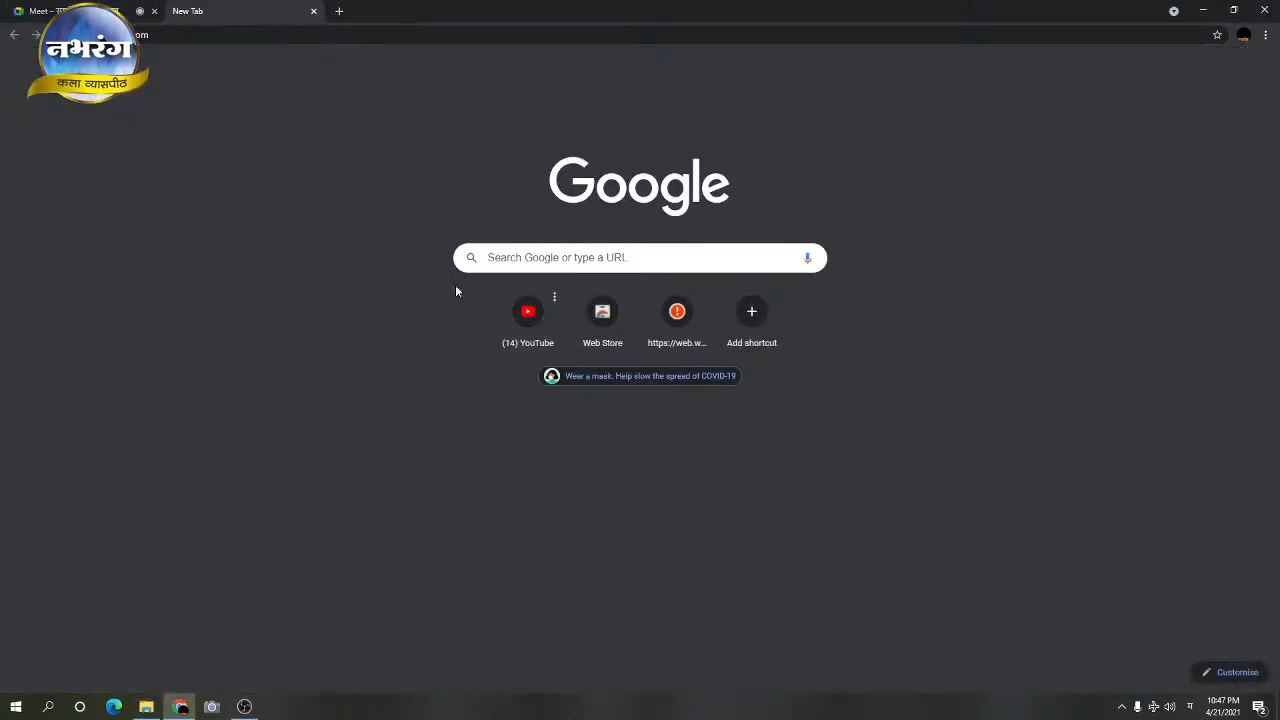 Meet –
New Tab
नभरंग
कला व्यासपीठ
om
Google
Search Google or type a URL
(14) YouTube
Web Store
https://web.w...
Add shortcut
Wear a mask. Help slow the spread of COVID-19
Customise
10:47 PM
4/21/2021